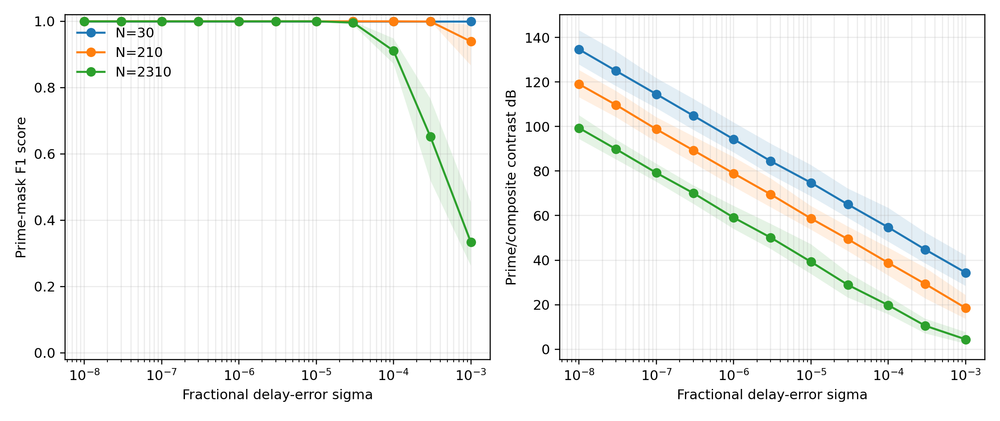 1.0
0.8
0.6
0.4
0.2
0.0
Prime-mask F1 score
N=30
N=210
N=2310
10⁻⁸ 10⁻⁷ 10⁻⁶ 10⁻⁵ 10⁻⁴ 10⁻³
Fractional delay-error sigma
140
120
100
80
60
40
20
0
Prime/composite contrast dB
10⁻⁸ 10⁻⁷ 10⁻⁶ 10⁻⁵ 10⁻⁴ 10⁻³
Fractional delay-error sigma